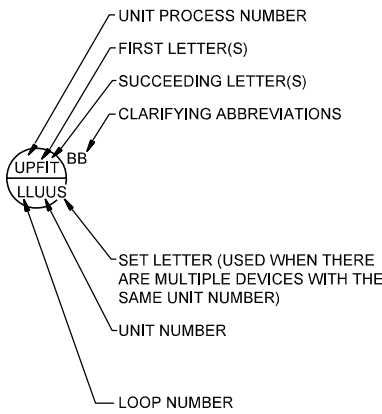 UNIT PROCESS NUMBER
FIRST LETTER(S)
SUCCEEDING LETTER(S)
CLARIFYING ABBREVIATIONS
BB
UPFIT
LLUUS
SET LETTER (USED WHEN THERE
ARE MULTIPLE DEVICES WITH THE
SAME UNIT NUMBER)
UNIT NUMBER
LOOP NUMBER